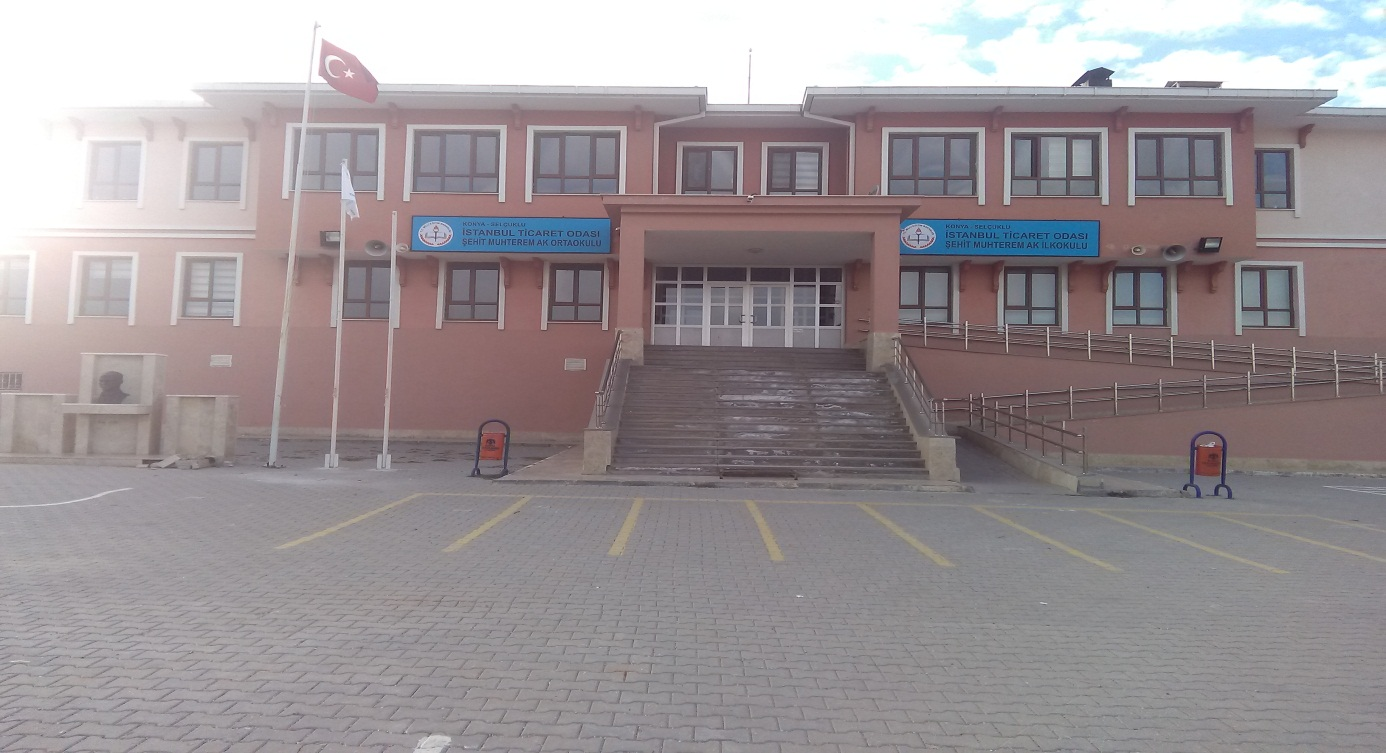 KONYA - SELÇUKLU
İSTANBUL TİCARET ODASI
ŞEHİT MUHTEREM AK ORTAOKULU
KONYA - SELÇUKLU
İSTANBUL TİCARET ODASI
ŞEHİT MUHTEREM AK İLKOKULU